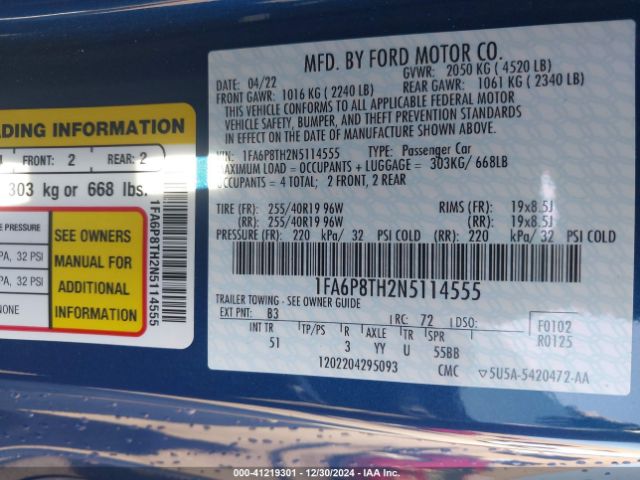 ADING INFORMATION
FRONT: 2 REAR: 2
303 kg or 668 lbs.
E PRESSURE
PA, 32 PSI
PA, 32 PSI
NONE
SEE OWNERS
MANUAL FOR
ADDITIONAL
INFORMATION
1FA6P8TH2N5114555
MFD. BY FORD MOTOR CO.
DATE: 04/22 GVWR: 2050 KG ( 4520 LB)
FRONT GAWR: 1016 KG ( 2240 LB) REAR GAWR: 1061 KG ( 2340 LB)
THIS VEHICLE CONFORMS TO ALL APPLICABLE FEDERAL MOTOR
VEHICLE SAFETY, BUMPER, AND THEFT PREVENTION STANDARDS
IN EFFECT ON THE DATE OF MANUFACTURE SHOWN ABOVE.
VIN: 1FA6P8TH2N5114555 TYPE: Passenger Car
MAXIMUM LOAD = OCCUPANTS + LUGGAGE = 303KG/ 668LB
OCCUPANTS = 4 TOTAL; 2 FRONT, 2 REAR
TIRE (FR): 255/40R19 96W RIMS (FR): 19x8.5J
(RR): 255/40R19 96W (RR): 19x8.5J
PRESSURE (FR): 220 kPa/ 32 PSI COLD (RR): 220 kPa/ 32 PSI COLD
1FA6P8TH2N5114555
TRAILER TOWING - SEE OWNER GUIDE
EXT PNT: B3 RC: 72 DSO: F0102
INT TR TP/PS R AXLE TR SPR R0125
51 3 YY U 55BB
1202204295093 CMC 5U5A-5420472-AA
000-41219301 - 12/30/2024 - IAA Inc.